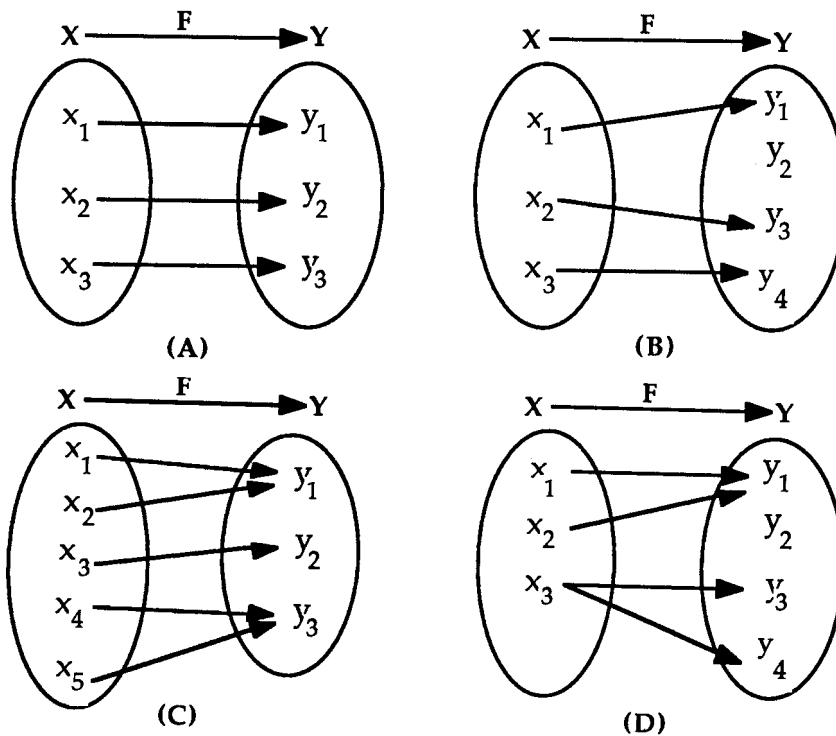 X F Y
x1 y1
x2 y2
x3 y3
(A)
X F Y
x1 y1
y2
x2 y3
x3 y4
(B)
X F Y
x1 y1
x2
x3 y2
x4 y3
x5
(C)
X F Y
x1 y1
x2 y2
x3 y3
y4
(D)